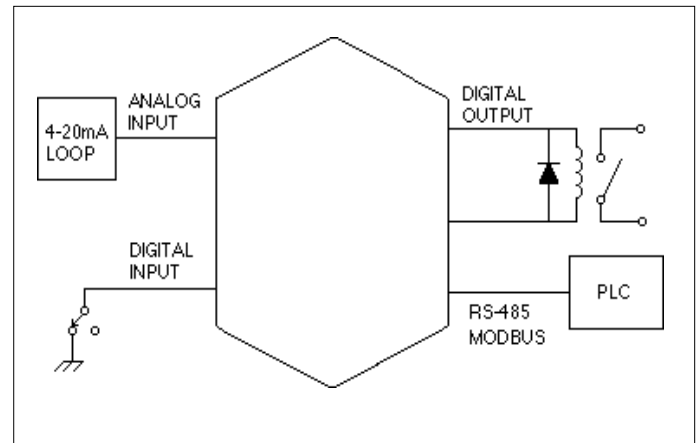 ANALOG
INPUT
4-20mA
LOOP
DIGITAL
INPUT
DIGITAL
OUTPUT
PLC
RS-485
MODBUS